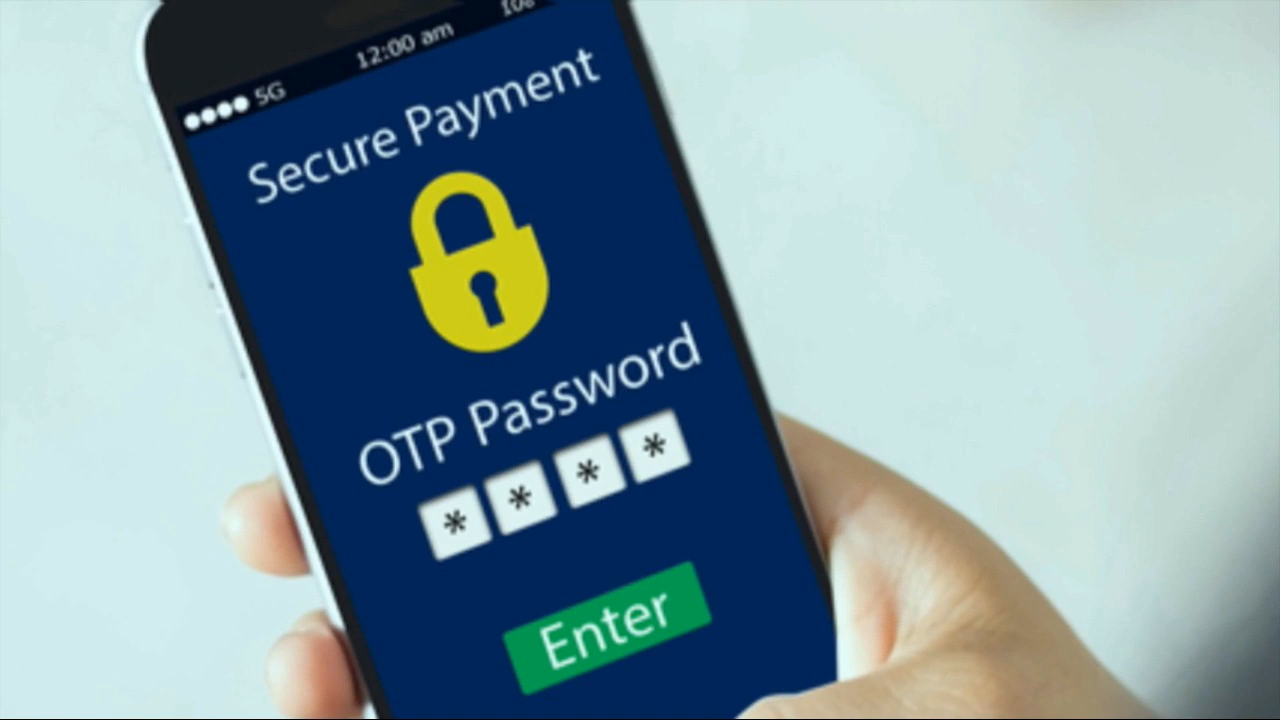 5G 12:00 am
Secure Payment
OTP Password
* * * *
Enter